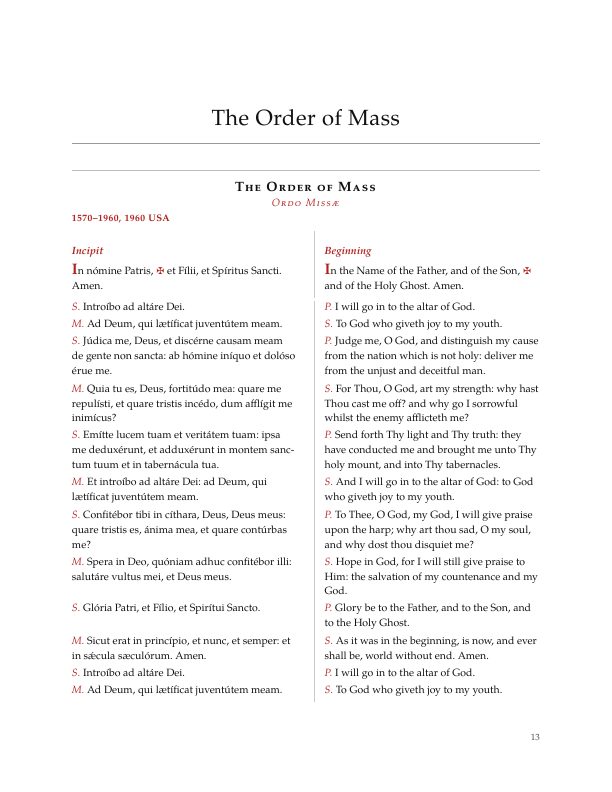 The Order of Mass
The Order of Mass
Ordo Missæ
1570–1960, 1960 USA
Incipit
In nómine Patris, ✠ et Fílii, et Spíritus Sancti.
Amen.
S. Introíbo ad altáre Dei.
M. Ad Deum, qui lætíficat juventútem meam.
S. Júdica me, Deus, et discérne causam meam
de gente non sancta: ab hómine iníquo et dolóso
érue me.
M. Quia tu es, Deus, fortitúdo mea: quare me
repulísti, et quare tristis incédo, dum afflígit me
inimícus?
S. Emítte lucem tuam et veritátem tuam: ipsa
me deduxérunt, et adduxérunt in montem sanc-
tum tuum et in tabernácula tua.
M. Et introíbo ad altáre Dei: ad Deum, qui
lætíficat juventútem meam.
S. Confitébor tibi in cíthara, Deus, Deus meus:
quare tristis es, ánima mea, et quare contúrbas
me?
M. Spera in Deo, quóniam adhuc confitébor illi:
salutáre vultus mei, et Deus meus.
S. Glória Patri, et Fílio, et Spirítui Sancto.
M. Sicut erat in princípio, et nunc, et semper: et
in sǽcula sæculórum. Amen.
S. Introíbo ad altáre Dei.
M. Ad Deum, qui lætíficat juventútem meam.
Beginning
In the Name of the Father, and of the Son, ✠
and of the Holy Ghost. Amen.
P. I will go in to the altar of God.
S. To God who giveth joy to my youth.
P. Judge me, O God, and distinguish my cause
from the nation which is not holy: deliver me
from the unjust and deceitful man.
S. For Thou, O God, art my strength: why hast
Thou cast me off? and why go I sorrowful
whilst the enemy afflicteth me?
P. Send forth Thy light and Thy truth: they
have conducted me and brought me unto Thy
holy mount, and into Thy tabernacles.
S. And I will go in to the altar of God: to God
who giveth joy to my youth.
P. To Thee, O God, my God, I will give praise
upon the harp; why art thou sad, O my soul,
and why dost thou disquiet me?
S. Hope in God, for I will still give praise to
Him: the salvation of my countenance and my
God.
P. Glory be to the Father, and to the Son, and
to the Holy Ghost.
S. As it was in the beginning, is now, and ever
shall be, world without end. Amen.
P. I will go in to the altar of God.
S. To God who giveth joy to my youth.
13